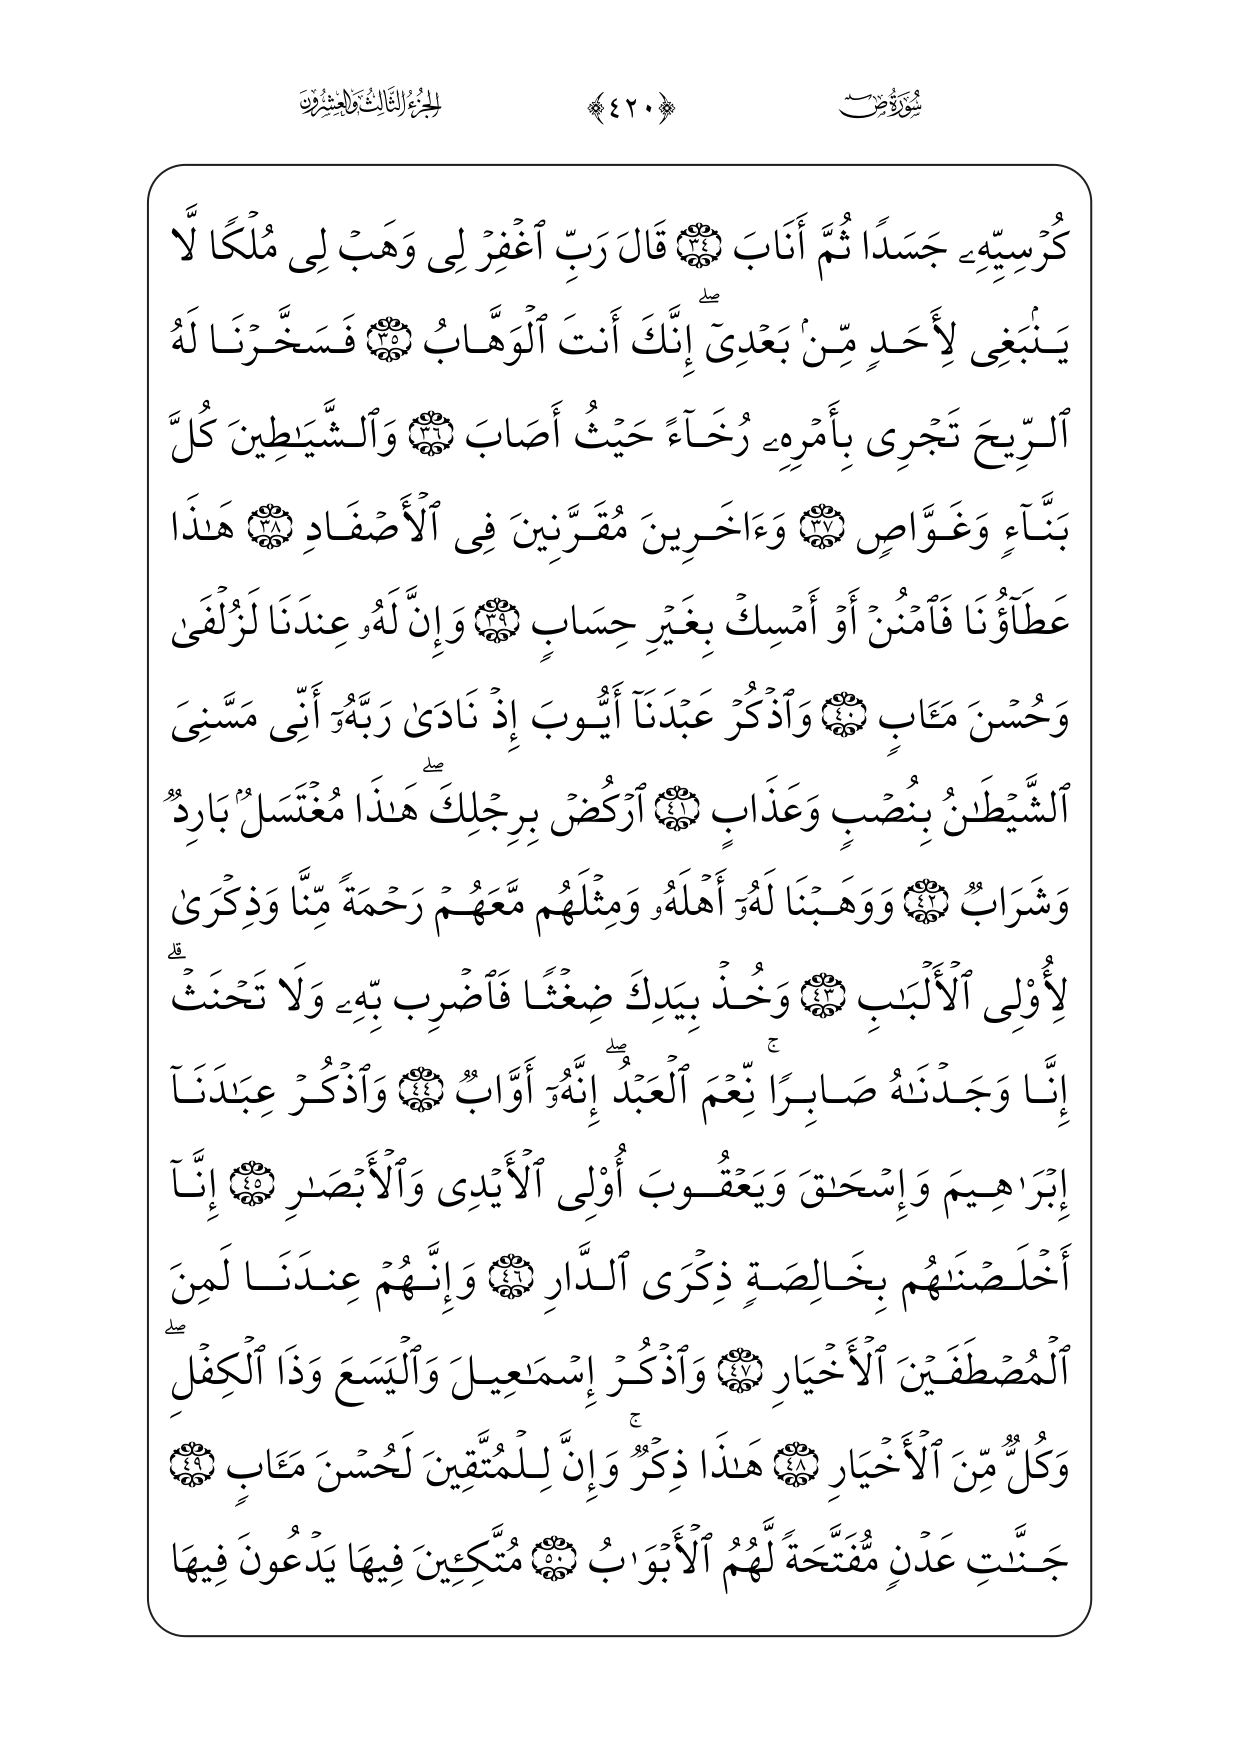 سُورَةُ صٓ ﴿٤٢٠﴾ الجُزْءُ الثَّالِثُ وَالعِشْرُونَ
كُرْسِيِّهِۦ جَسَدًا ثُمَّ أَنَابَ ٣٤ قَالَ رَبِّ ٱغْفِرْ لِى وَهَبْ لِى مُلْكًا لَّا
يَنۢبَغِى لِأَحَدٍ مِّنۢ بَعْدِىٓ ۖ إِنَّكَ أَنتَ ٱلْوَهَّابُ ٣٥ فَسَخَّرْنَا لَهُ
ٱلرِّيحَ تَجْرِى بِأَمْرِهِۦ رُخَآءً حَيْثُ أَصَابَ ٣٦ وَٱلشَّيَـٰطِينَ كُلَّ
بَنَّآءٍ وَغَوَّاصٍ ٣٧ وَءَاخَرِينَ مُقَرَّنِينَ فِى ٱلْأَصْفَادِ ٣٨ هَـٰذَا
عَطَآؤُنَا فَٱمْنُنْ أَوْ أَمْسِكْ بِغَيْرِ حِسَابٍ ٣٩ وَإِنَّ لَهُۥ عِندَنَا لَزُلْفَىٰ
وَحُسْنَ مَـَٔابٍ ٤٠ وَٱذْكُرْ عَبْدَنَآ أَيُّوبَ إِذْ نَادَىٰ رَبَّهُۥٓ أَنِّى مَسَّنِىَ
ٱلشَّيْطَـٰنُ بِنُصْبٍ وَعَذَابٍ ٤١ ٱرْكُضْ بِرِجْلِكَ ۖ هَـٰذَا مُغْتَسَلٌۢ بَارِدٌ
وَشَرَابٌ ٤٢ وَوَهَبْنَا لَهُۥٓ أَهْلَهُۥ وَمِثْلَهُم مَّعَهُمْ رَحْمَةً مِّنَّا وَذِكْرَىٰ
لِأُو۟لِى ٱلْأَلْبَـٰبِ ٤٣ وَخُذْ بِيَدِكَ ضِغْثًا فَٱضْرِب بِّهِۦ وَلَا تَحْنَثْ ۗ
إِنَّا وَجَدْنَـٰهُ صَابِرًا ۚ نِّعْمَ ٱلْعَبْدُ ۖ إِنَّهُۥٓ أَوَّابٌ ٤٤ وَٱذْكُرْ عِبَـٰدَنَآ
إِبْرَٰهِيمَ وَإِسْحَـٰقَ وَيَعْقُوبَ أُو۟لِى ٱلْأَيْدِى وَٱلْأَبْصَـٰرِ ٤٥ إِنَّآ
أَخْلَصْنَـٰهُم بِخَالِصَةٍ ذِكْرَى ٱلدَّارِ ٤٦ وَإِنَّهُمْ عِندَنَا لَمِنَ
ٱلْمُصْطَفَيْنَ ٱلْأَخْيَارِ ٤٧ وَٱذْكُرْ إِسْمَـٰعِيلَ وَٱلْيَسَعَ وَذَا ٱلْكِفْلِ ۖ
وَكُلٌّ مِّنَ ٱلْأَخْيَارِ ٤٨ هَـٰذَا ذِكْرٌ ۚ وَإِنَّ لِلْمُتَّقِينَ لَحُسْنَ مَـَٔابٍ ٤٩
جَنَّـٰتِ عَدْنٍ مُّفَتَّحَةً لَّهُمُ ٱلْأَبْوَٰبُ ٥٠ مُتَّكِـِٔينَ فِيهَا يَدْعُونَ فِيهَا